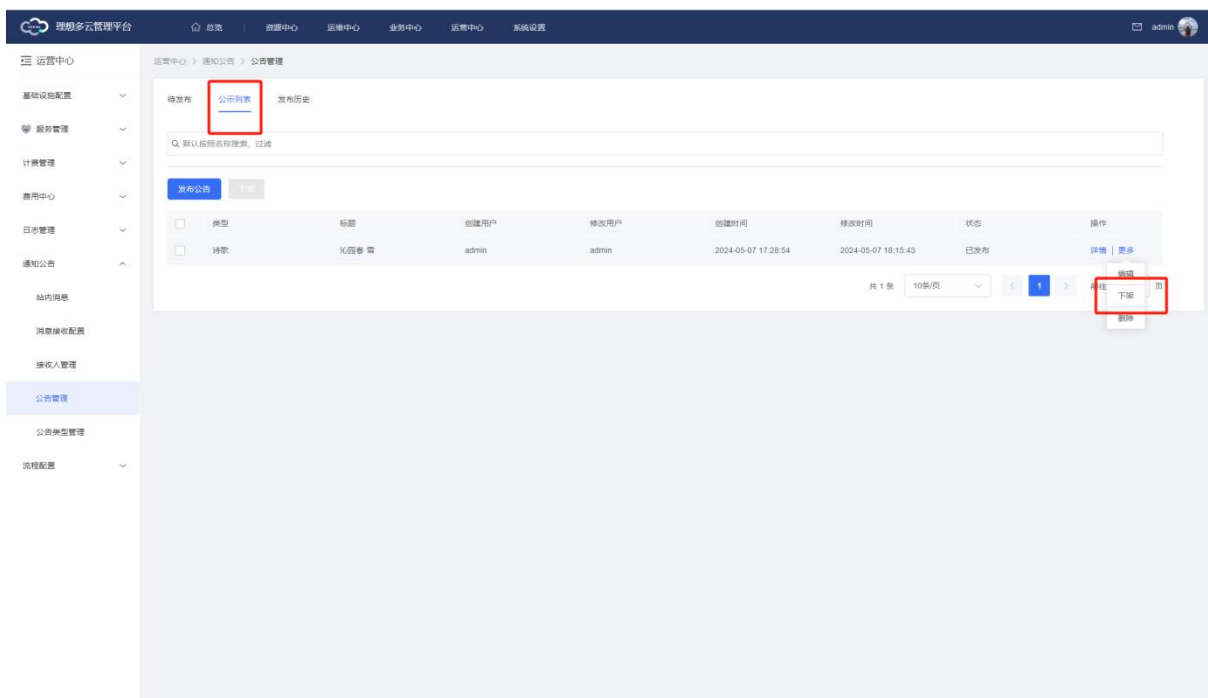 理想多云管理平台
总览 | 资源中心 运维中心 业务中心 运营中心 系统设置
admin
运营中心
运营中心 > 通知公告 > 公告管理
基础设施配置
服务管理
计费管理
费用中心
日志管理
通知公告
站内消息
消息接收配置
接收人管理
公告管理
公告类型管理
流程配置
待发布 公示列表 发布历史
默认按照名称搜索、过滤
发布公告 下架
类型 标题 创建用户 修改用户 创建时间 修改时间 状态 操作
诗歌 沁园春·雪 admin admin 2024-05-07 17:28:54 2024-05-07 18:15:43 已发布 详情 | 更多
共 1 条 10条/页 < 1 > 页
编辑
下架
删除